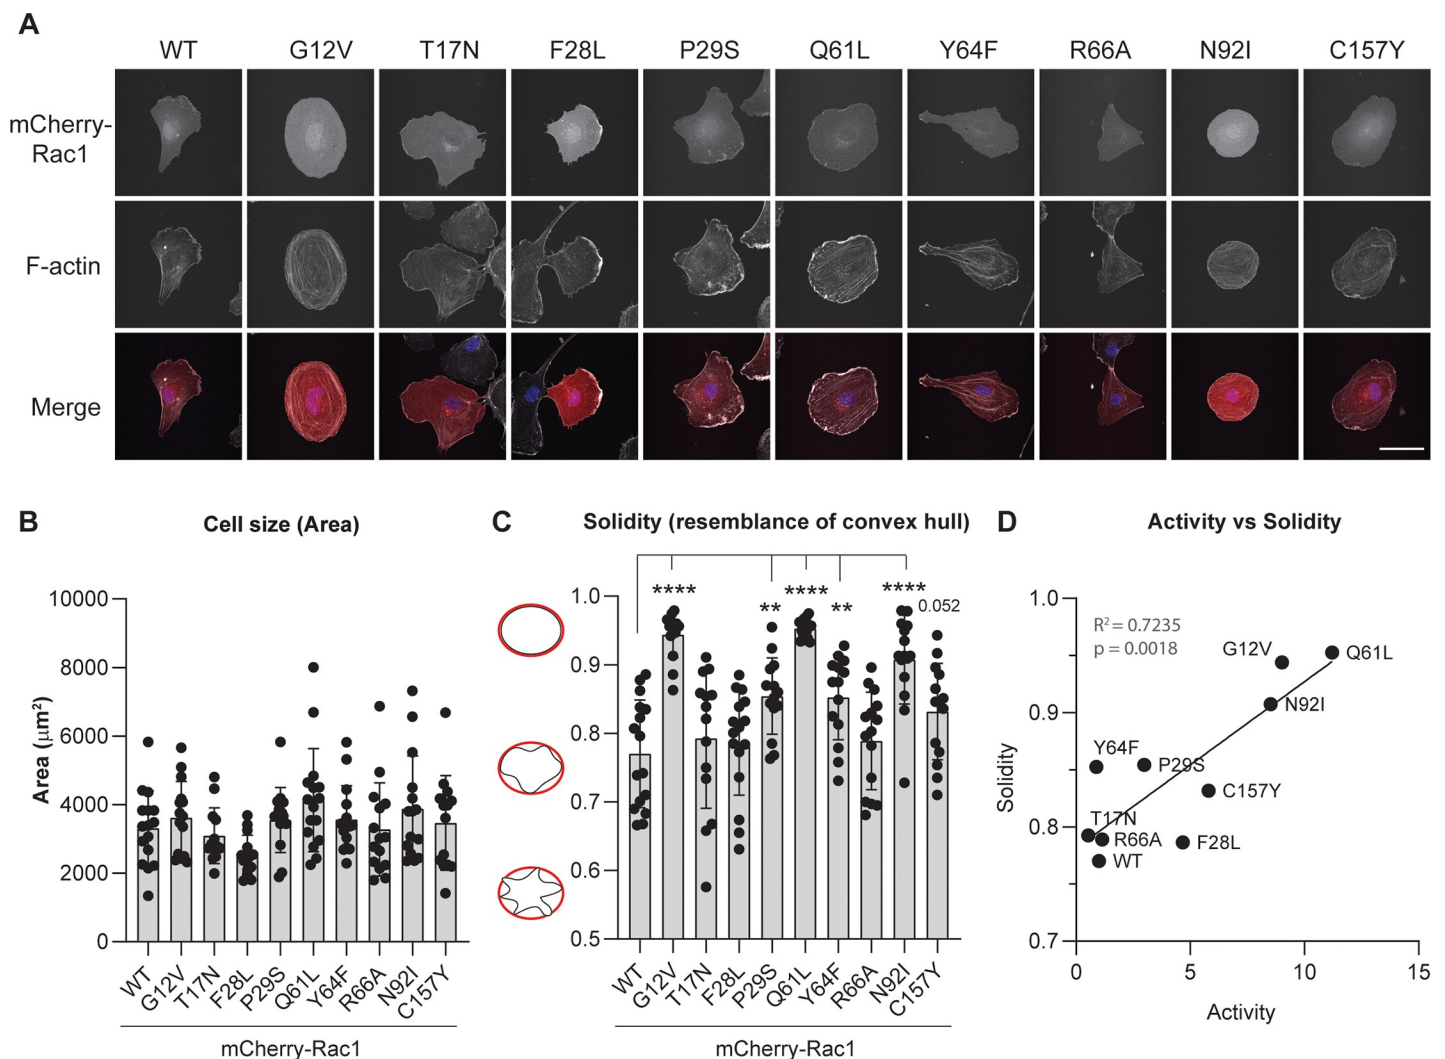 A
WT G12V T17N F28L P29S Q61L Y64F R66A N92I C157Y
mCherry-
Rac1
F-actin
Merge
B
Cell size (Area)
Area (μm²)
10000
8000
6000
4000
2000
0
WT G12V T17N F28L P29S Q61L Y64F R66A N92I C157Y
mCherry-Rac1
C
Solidity (resemblance of convex hull)
**** ** **** ** **** 0.052
1.0
0.9
0.8
0.7
0.6
0.5
WT G12V T17N F28L P29S Q61L Y64F R66A N92I C157Y
mCherry-Rac1
D
Activity vs Solidity
R² = 0.7235
p = 0.0018
Solidity
1.0
0.9
0.8
0.7
G12V Q61L
N92I
Y64F P29S
C157Y
T17N
R66A F28L
WT
0 5 10 15
Activity